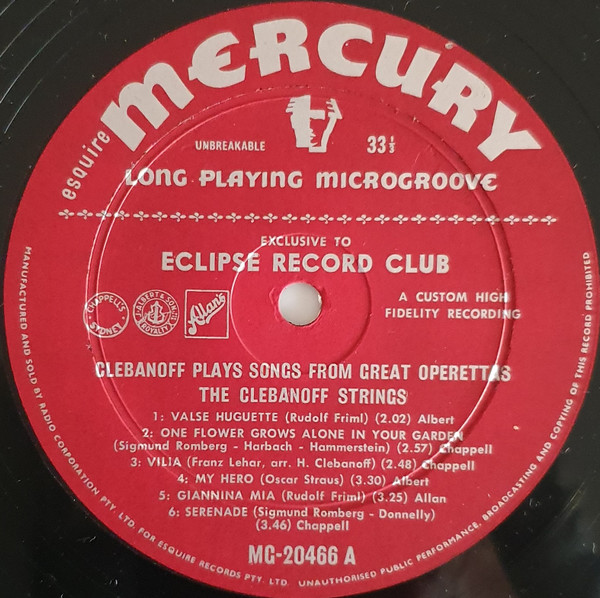 esquire
MERCURY
UNBREAKABLE
33⅓
LONG PLAYING MICROGROOVE
EXCLUSIVE TO
ECLIPSE RECORD CLUB
CHAPPELL'S
SYDNEY
J. ALBERT & SON
ROYALTY
Allans
A CUSTOM HIGH
FIDELITY RECORDING
CLEBANOFF PLAYS SONGS FROM GREAT OPERETTAS
THE CLEBANOFF STRINGS
1: VALSE HUGUETTE (Rudolf Friml) (2.02) Albert
2: ONE FLOWER GROWS ALONE IN YOUR GARDEN
(Sigmund Romberg - Harbach - Hammerstein) (2.57) Chappell
3: VILIA (Franz Lehar, arr. H. Clebanoff) (2.48) Chappell
4: MY HERO (Oscar Straus) (3.30) Albert
5: GIANNINA MIA (Rudolf Friml) (3.25) Allan
6: SERENADE (Sigmund Romberg - Donnelly)
(3.46) Chappell
MG-20466 A
MANUFACTURED AND SOLD BY RADIO CORPORATION PTY. LTD. FOR ESQUIRE RECORDS PTY. LTD. UNAUTHORISED PUBLIC PERFORMANCE, BROADCASTING AND COPYING OF THIS RECORD PROHIBITED